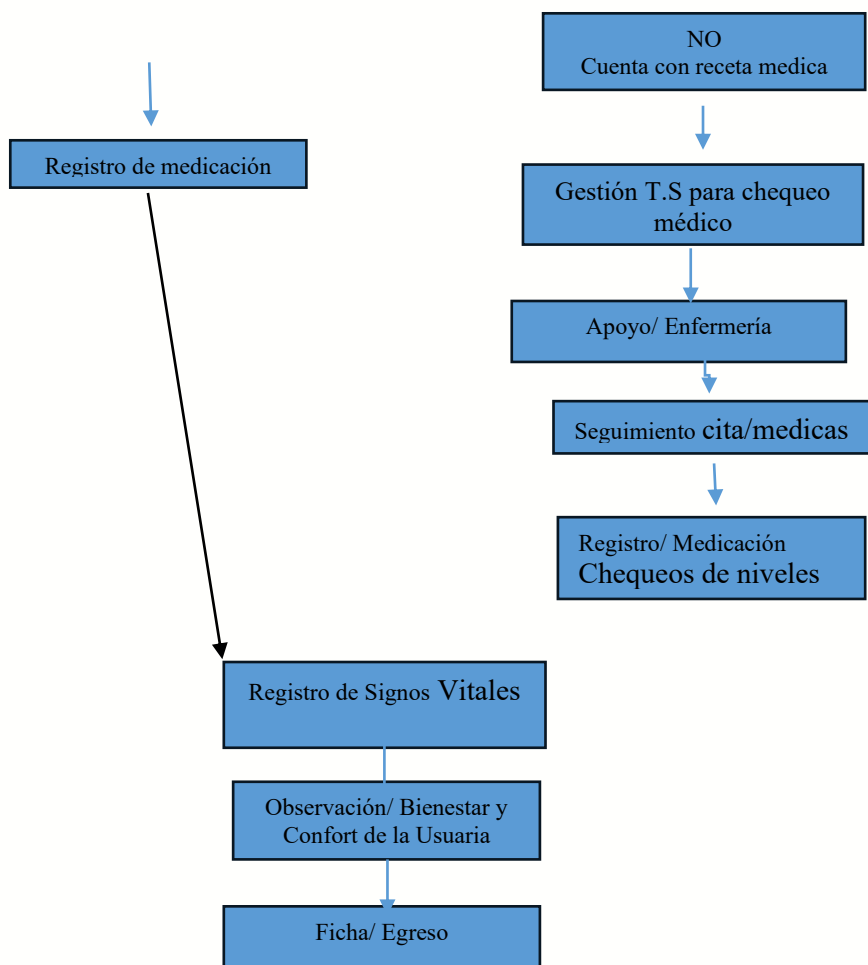 NO
Cuenta con receta medica
Registro de medicación
Gestión T.S para chequeo
médico
Apoyo/ Enfermería
Seguimiento cita/medicas
Registro/ Medicación
Chequeos de niveles
Registro de Signos Vitales
Observación/ Bienestar y
Confort de la Usuaria
Ficha/ Egreso